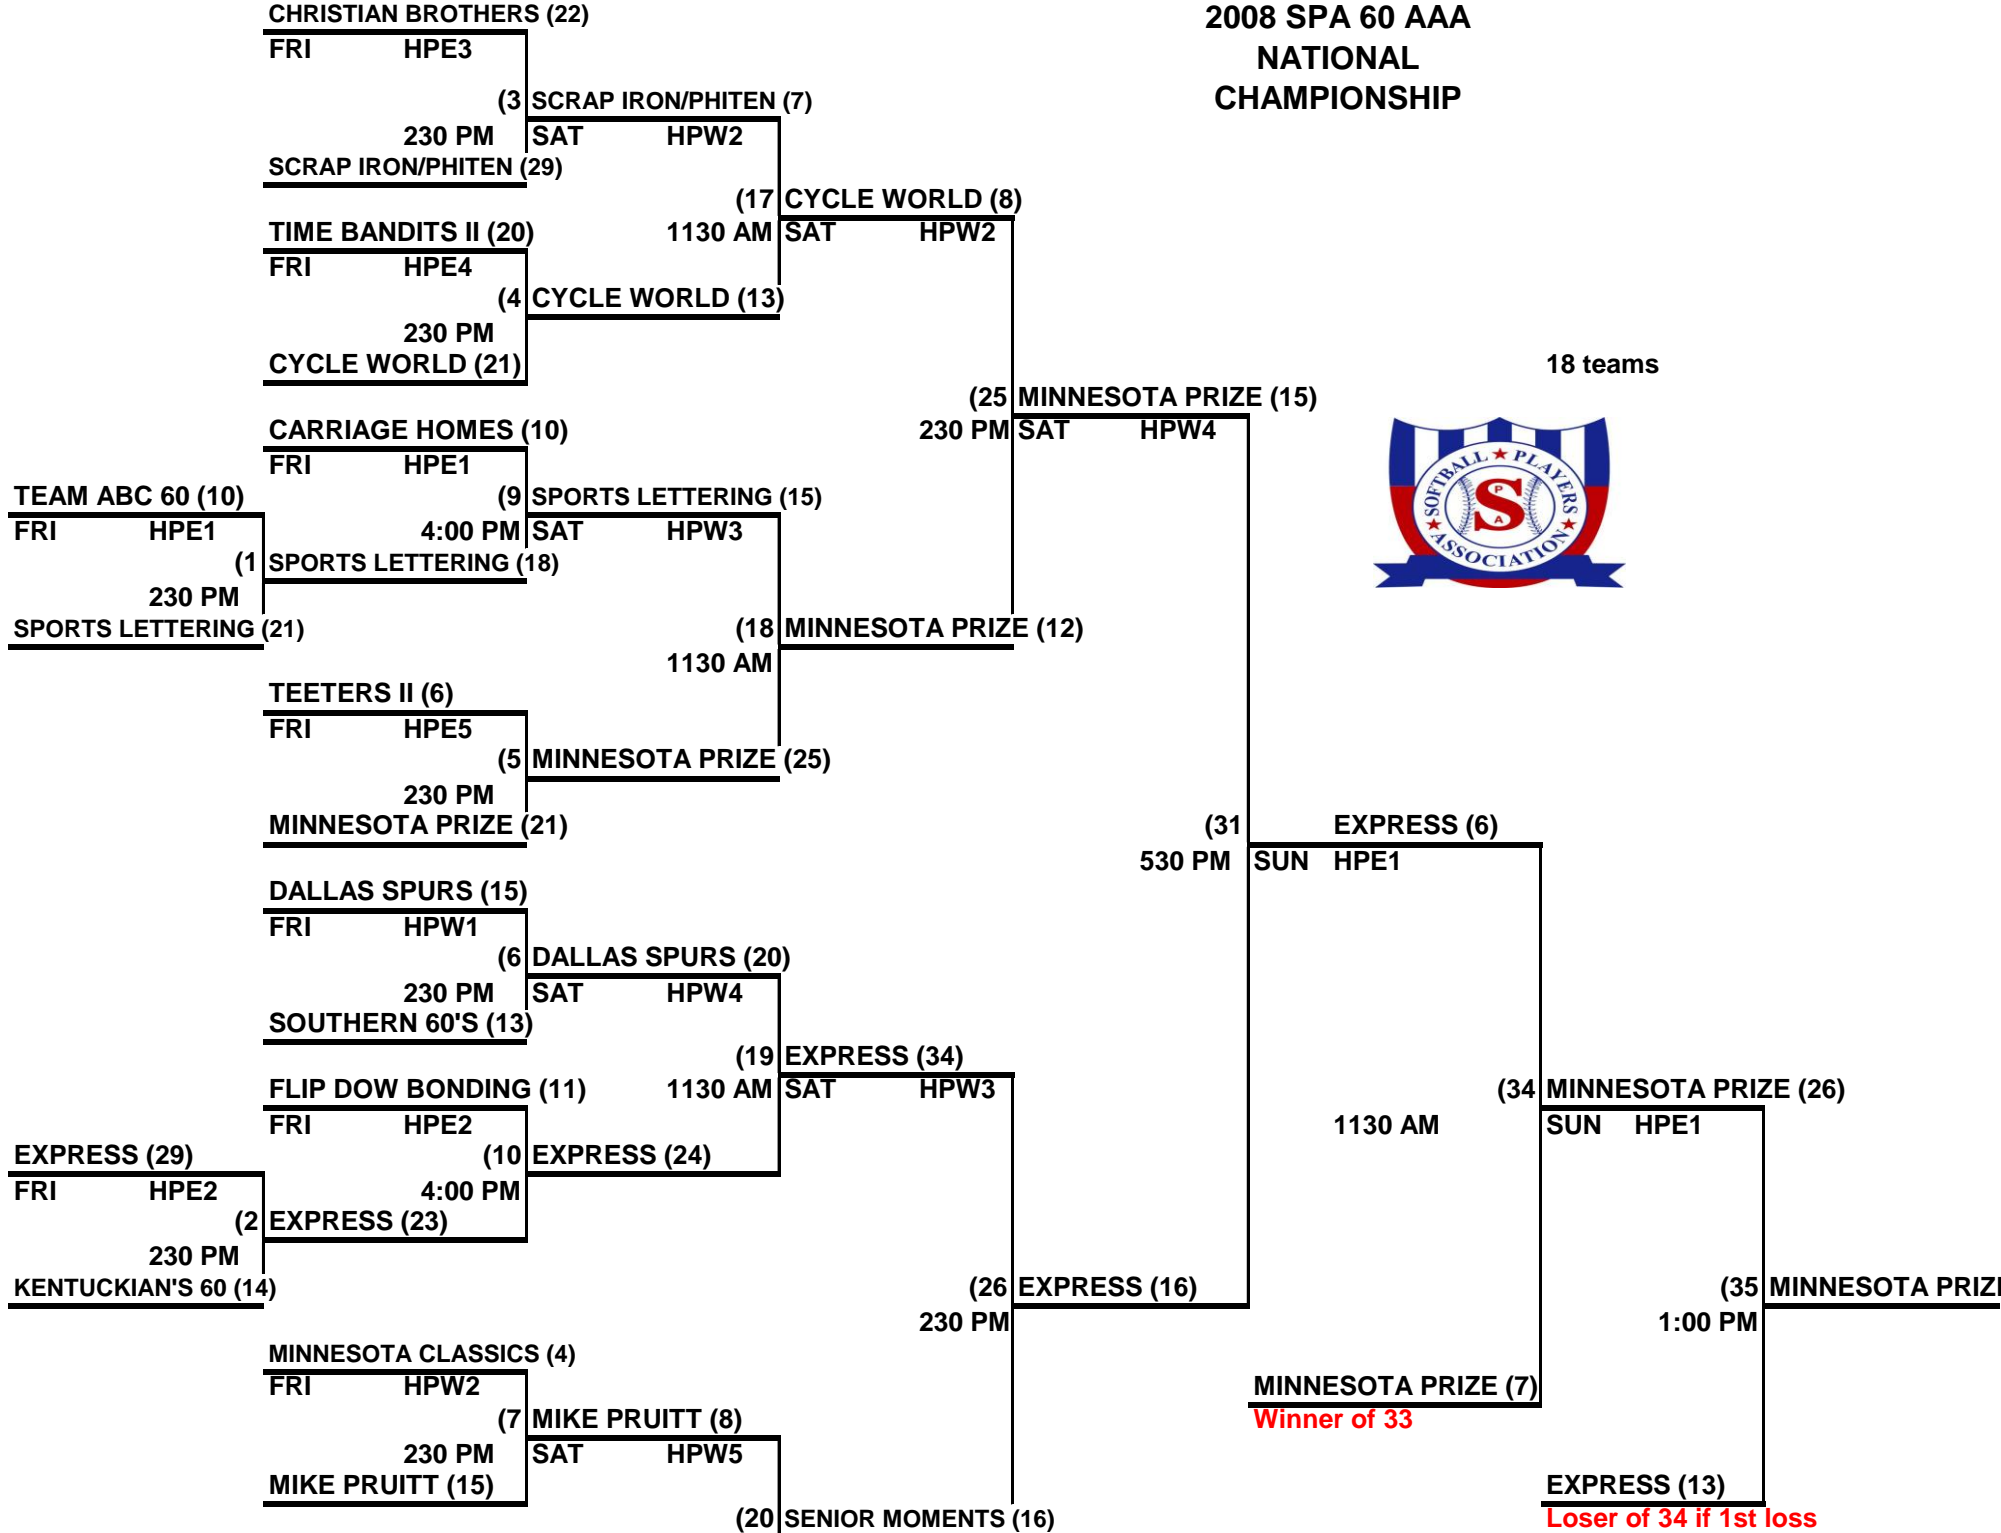 CHRISTIAN BROTHERS (22)
2008 SPA 60 AAA
NATIONAL
CHAMPIONSHIP
FRI HPE3
(3 SCRAP IRON/PHITEN (7)
230 PM SAT HPW2
SCRAP IRON/PHITEN (29)
(17 CYCLE WORLD (8)
TIME BANDITS II (20) 1130 AM SAT HPW2
FRI HPE4
(4 CYCLE WORLD (13)
230 PM
CYCLE WORLD (21)
18 teams
(25 MINNESOTA PRIZE (15)
CARRIAGE HOMES (10) 230 PM SAT HPW4
FRI HPE1
TEAM ABC 60 (10) (9 SPORTS LETTERING (15)
FRI HPE1 4:00 PM SAT HPW3
(1 SPORTS LETTERING (18)
230 PM
SPORTS LETTERING (21) (18 MINNESOTA PRIZE (12)
1130 AM
SOFTBALL ★ PLAYERS ★ ASSOCIATION ★
P
S
A
TEETERS II (6)
FRI HPE5
(5 MINNESOTA PRIZE (25)
230 PM
MINNESOTA PRIZE (21) (31 EXPRESS (6)
530 PM SUN HPE1
DALLAS SPURS (15)
FRI HPW1
(6 DALLAS SPURS (20)
230 PM SAT HPW4
SOUTHERN 60'S (13)
(19 EXPRESS (34)
FLIP DOW BONDING (11) 1130 AM SAT HPW3 (34 MINNESOTA PRIZE (26)
FRI HPE2 1130 AM SUN HPE1
EXPRESS (29) (10 EXPRESS (24)
FRI HPE2 4:00 PM
(2 EXPRESS (23)
230 PM
KENTUCKIAN'S 60 (14) (26 EXPRESS (16) (35 MINNESOTA PRIZ
230 PM 1:00 PM
MINNESOTA CLASSICS (4)
FRI HPW2 MINNESOTA PRIZE (7)
(7 MIKE PRUITT (8) Winner of 33
230 PM SAT HPW5
MIKE PRUITT (15) EXPRESS (13)
(20 SENIOR MOMENTS (16) Loser of 34 if 1st loss